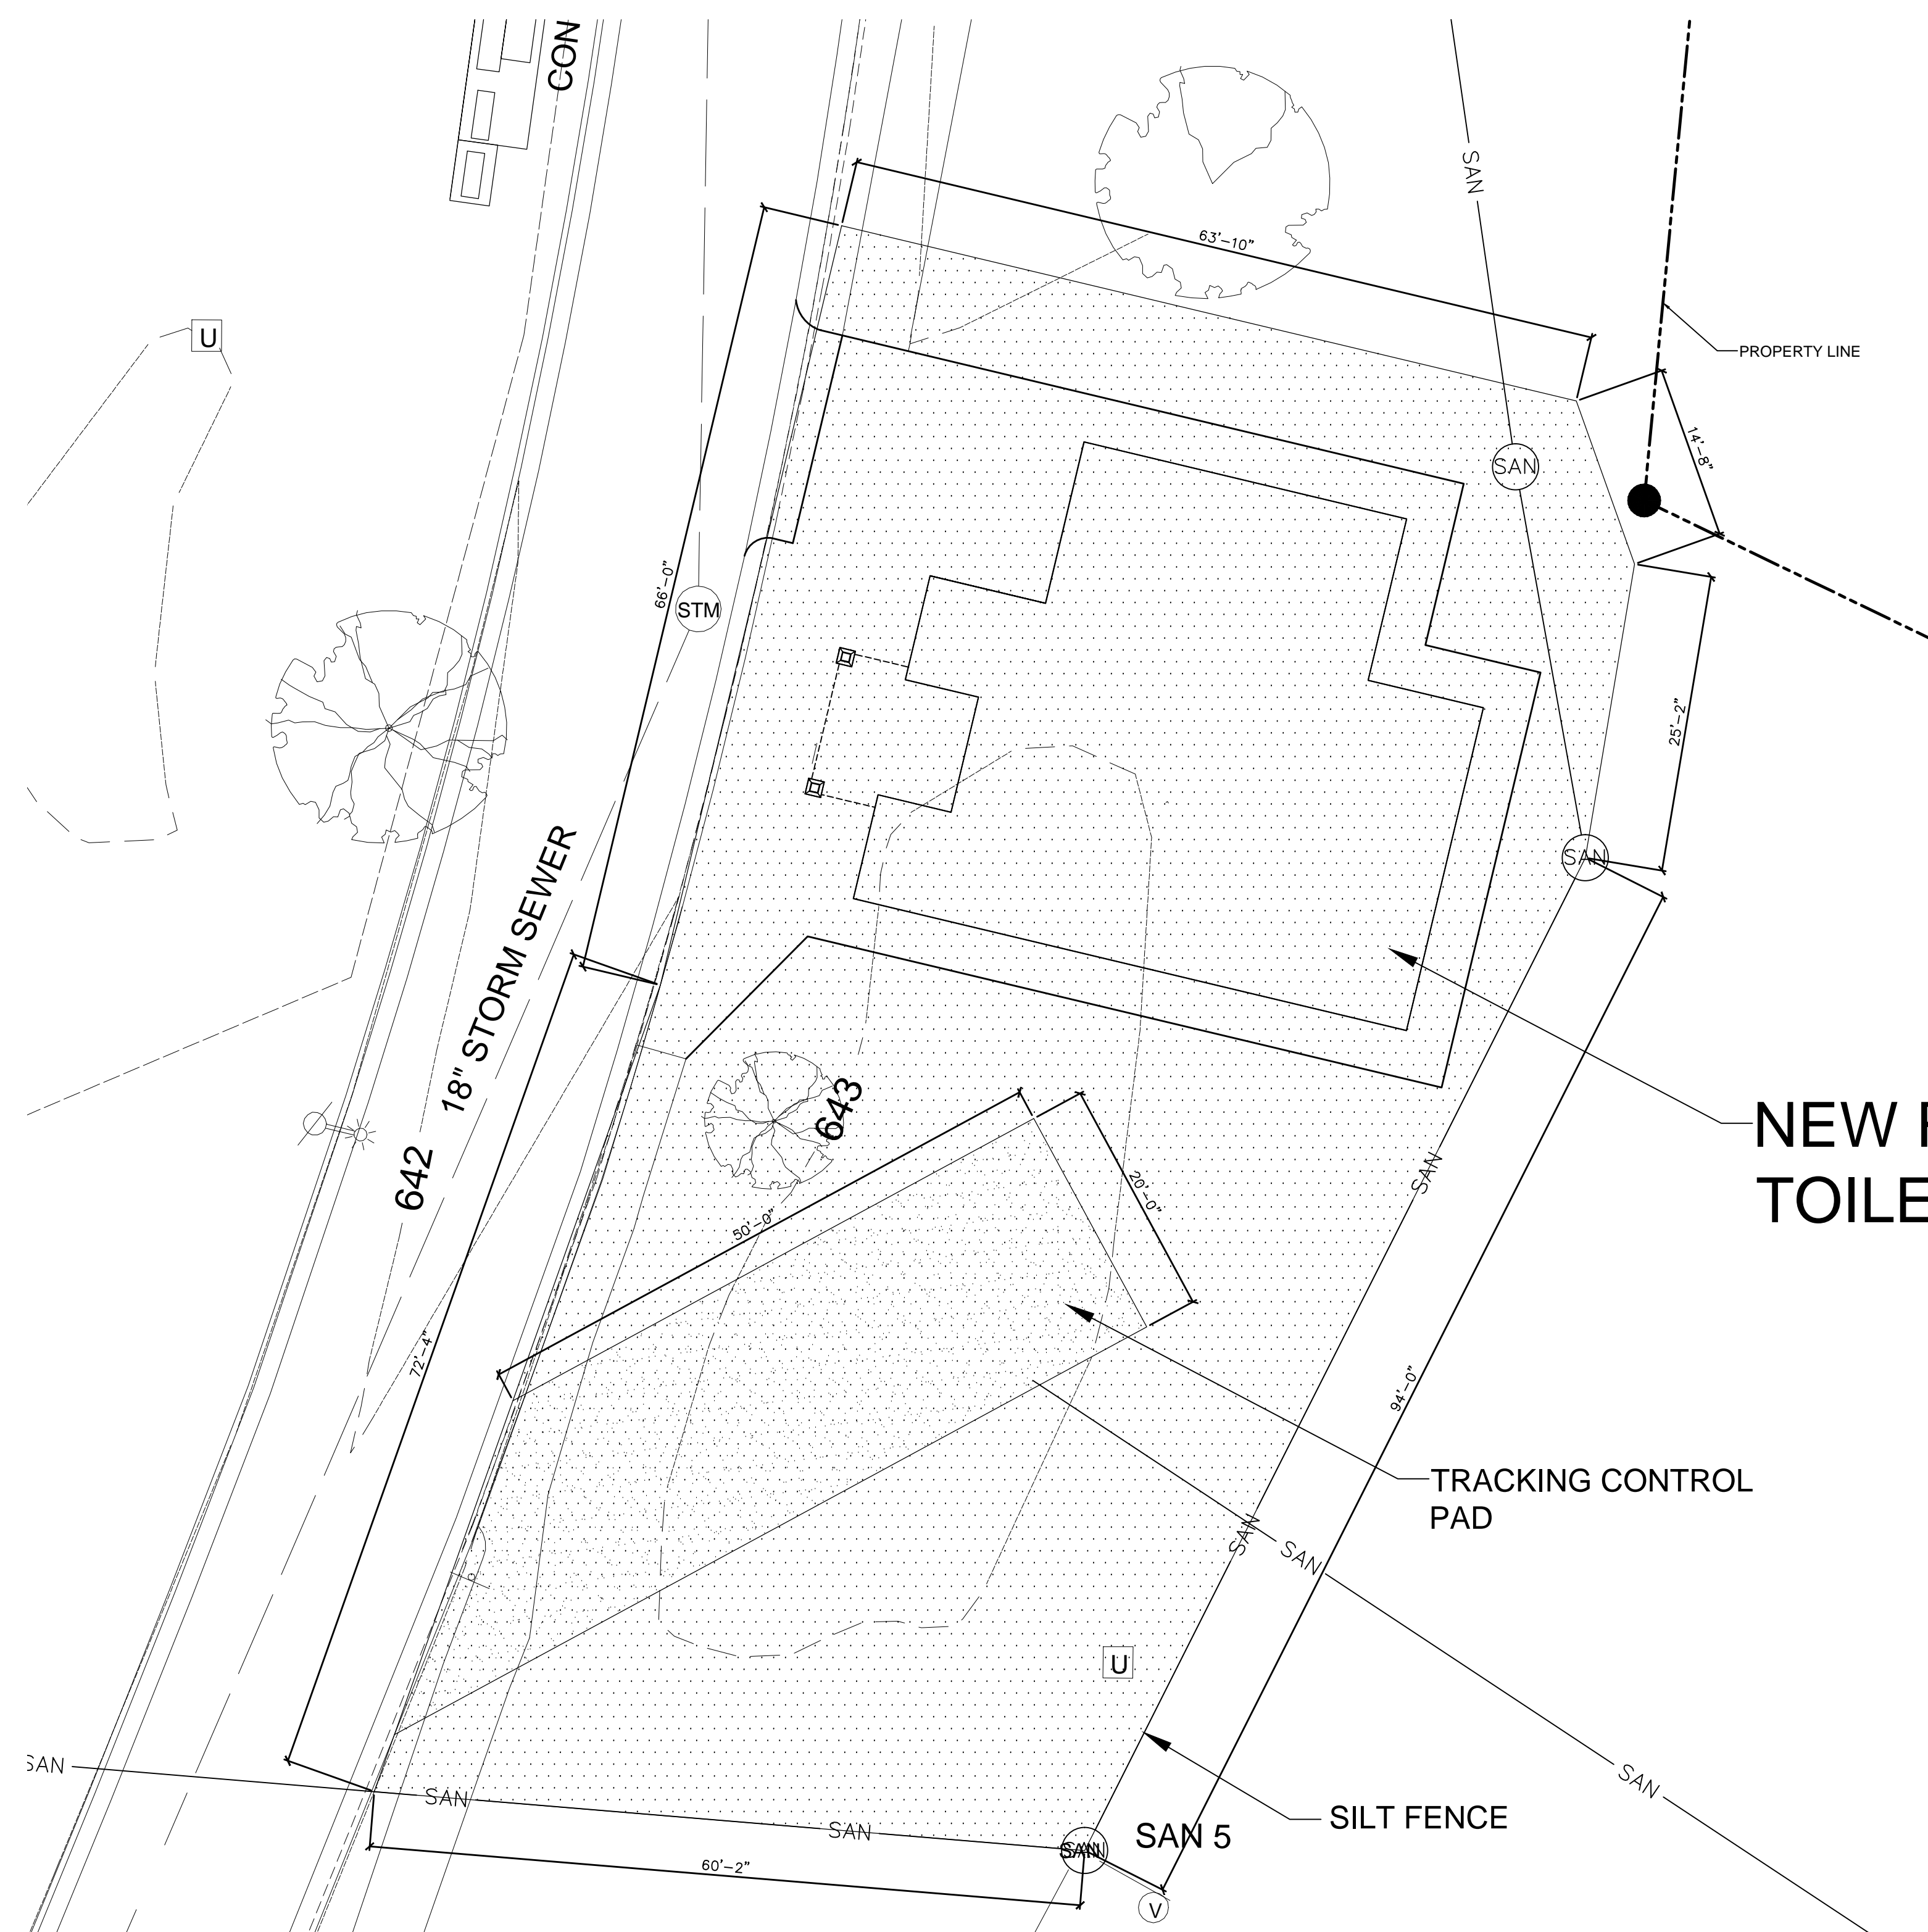 CON
SAN
63'-10"
U
PROPERTY LINE
14'-8"
SAN
66'-0"
STM
25'-2"
SAN
18" STORM SEWER
643
642
NEW
TOILE
SAN
20'-0"
50'-0"
72'-4"
94'-0"
TRACKING CONTROL
PAD
SAN
SAN
U
SAN
SAN
SAN
SAN
SAN
SAN 5
SILT FENCE
60'-2"
V